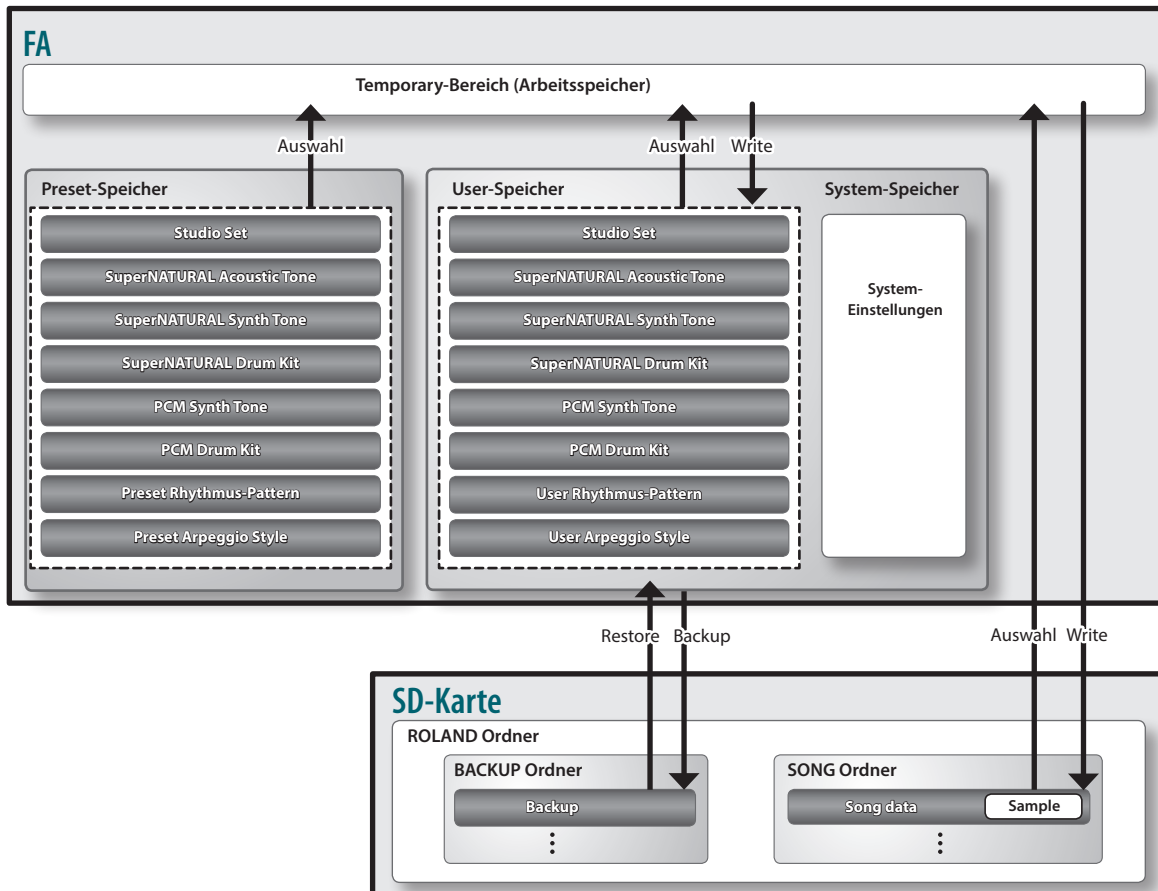 FA
Temporary-Bereich (Arbeitsspeicher)
Auswahl
Auswahl
Write
Preset-Speicher
Studio Set
SuperNATURAL Acoustic Tone
SuperNATURAL Synth Tone
SuperNATURAL Drum Kit
PCM Synth Tone
PCM Drum Kit
Preset Rhythmus-Pattern
Preset Arpeggio Style
User-Speicher
Studio Set
SuperNATURAL Acoustic Tone
SuperNATURAL Synth Tone
SuperNATURAL Drum Kit
PCM Synth Tone
PCM Drum Kit
User Rhythmus-Pattern
User Arpeggio Style
System-Speicher
System-
Einstellungen
Restore
Backup
Auswahl
Write
SD-Karte
ROLAND Ordner
BACKUP Ordner
Backup
SONG Ordner
Song data
Sample